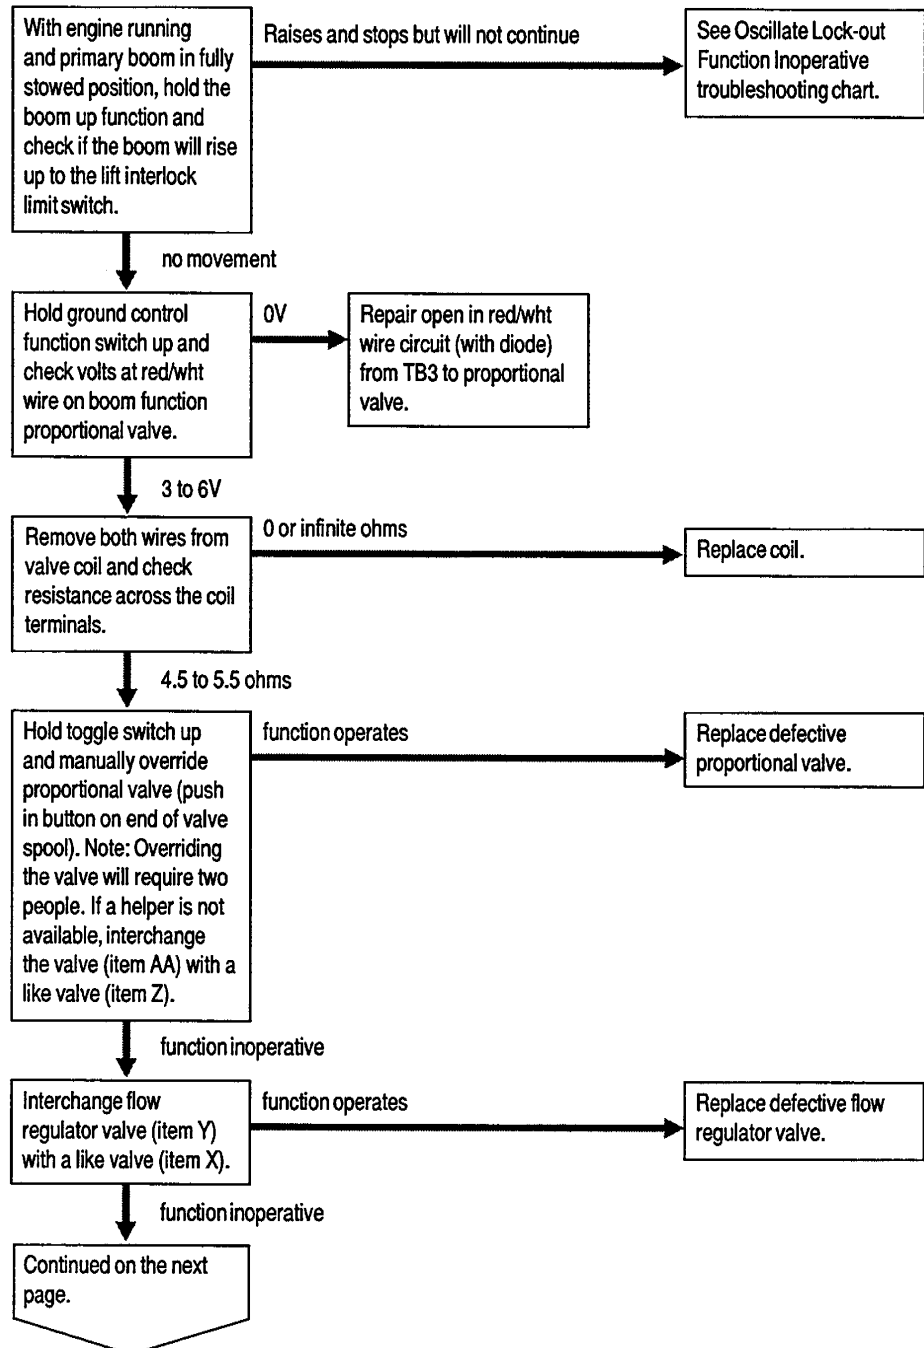 With engine running
and primary boom in fully
stowed position, hold the
boom up function and
check if the boom will rise
up to the lift interlock
limit switch.
Raises and stops but will not continue
See Oscillate Lock-out
Function Inoperative
troubleshooting chart.
no movement
Hold ground control
function switch up and
check volts at red/wht
wire on boom function
proportional valve.
0V
Repair open in red/wht
wire circuit (with diode)
from TB3 to proportional
valve.
3 to 6V
Remove both wires from
valve coil and check
resistance across the coil
terminals.
0 or infinite ohms
Replace coil.
4.5 to 5.5 ohms
Hold toggle switch up
and manually override
proportional valve (push
in button on end of valve
spool). Note: Overriding
the valve will require two
people. If a helper is not
available, interchange
the valve (item AA) with a
like valve (item Z).
function operates
Replace defective
proportional valve.
function inoperative
Interchange flow
regulator valve (item Y)
with a like valve (item X).
function operates
Replace defective flow
regulator valve.
function inoperative
Continued on the next
page.